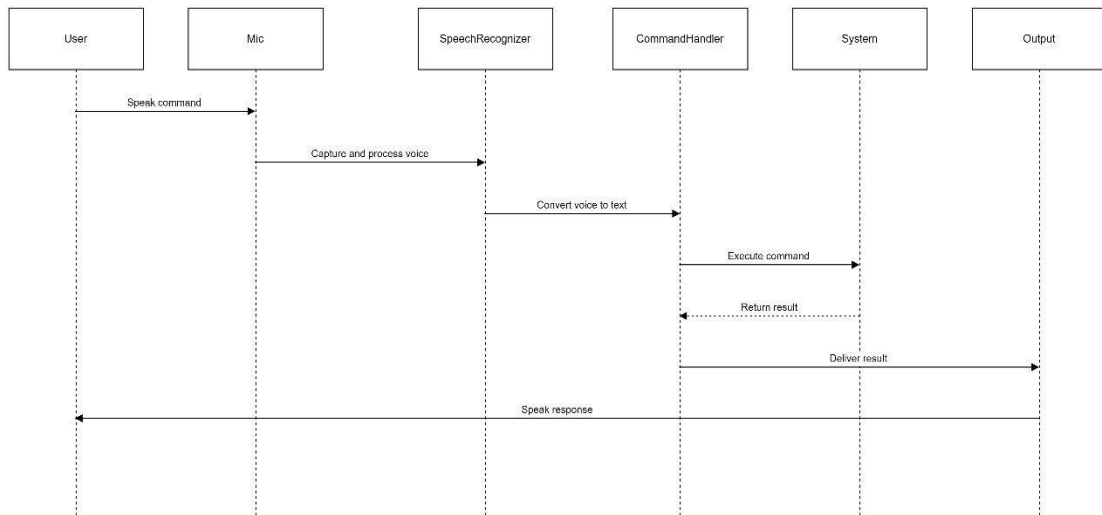 User
Mic
SpeechRecognizer
CommandHandler
System
Output
Speak command
Capture and process voice
Convert voice to text
Execute command
Return result
Deliver result
Speak response